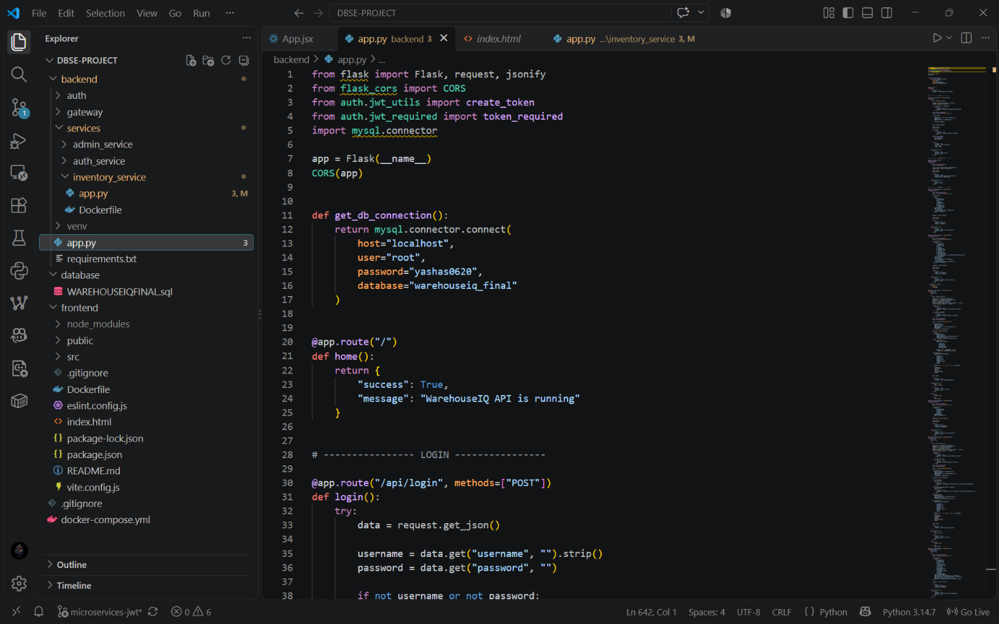 File Edit Selection View Go Run ··· DBSE-PROJECT
Explorer ···
DBSE-PROJECT
backend
auth
gateway
services
admin_service
auth_service
inventory_service
app.py 3, M
Dockerfile
venv
app.py 3
requirements.txt
database
WAREHOUSEIQFINAL.sql
frontend
node_modules
public
src
.gitignore
Dockerfile
eslint.config.js
index.html
package-lock.json
package.json
README.md
vite.config.js
.gitignore
docker-compose.yml
Outline
Timeline
1
App.jsx app.py backend 3 index.html app.py ...\inventory_service 3, M
backend > app.py > ...
1 from flask import Flask, request, jsonify
2 from flask_cors import CORS
3 from auth.jwt_utils import create_token
4 from auth.jwt_required import token_required
5 import mysql.connector
6
7 app = Flask(__name__)
8 CORS(app)
9
10
11 def get_db_connection():
12 return mysql.connector.connect(
13 host="localhost",
14 user="root",
15 password="yashas0620",
16 database="warehouseiq_final"
17 )
18
19
20 @app.route("/")
21 def home():
22 return {
23 "success": True,
24 "message": "WarehouseIQ API is running"
25 }
26
27
28 # ---------------- LOGIN ----------------
29
30 @app.route("/api/login", methods=["POST"])
31 def login():
32 try:
33 data = request.get_json()
34
35 username = data.get("username", "").strip()
36 password = data.get("password", "")
37
38 if not username or not password:
microservices-jwt* 0 6 Ln 642, Col 1 Spaces: 4 UTF-8 CRLF { } Python Python 3.14.7 Go Live